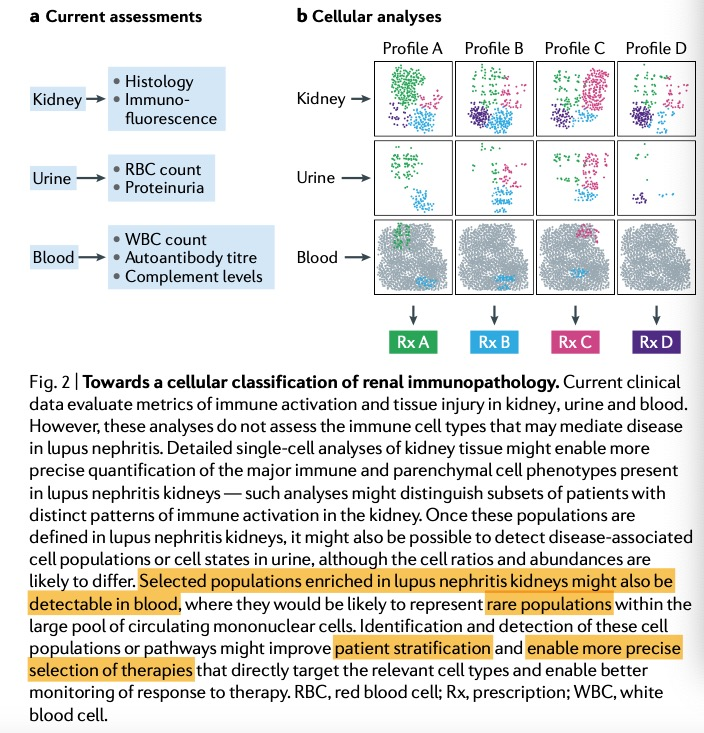 a Current assessments
Kidney
• Histology
• Immuno-
fluorescence
Urine
• RBC count
• Proteinuria
Blood
• WBC count
• Autoantibody titre
• Complement levels
b Cellular analyses
Profile A Profile B Profile C Profile D
Kidney
Urine
Blood
Rx A Rx B Rx C Rx D
Fig. 2 | Towards a cellular classification of renal immunopathology. Current clinical
data evaluate metrics of immune activation and tissue injury in kidney, urine and blood.
However, these analyses do not assess the immune cell types that may mediate disease
in lupus nephritis. Detailed single-cell analyses of kidney tissue might enable more
precise quantification of the major immune and parenchymal cell phenotypes present
in lupus nephritis kidneys — such analyses might distinguish subsets of patients with
distinct patterns of immune activation in the kidney. Once these populations are
defined in lupus nephritis kidneys, it might also be possible to detect disease-associated
cell populations or cell states in urine, although the cell ratios and abundances are
likely to differ. Selected populations enriched in lupus nephritis kidneys might also be
detectable in blood, where they would be likely to represent rare populations within the
large pool of circulating mononuclear cells. Identification and detection of these cell
populations or pathways might improve patient stratification and enable more precise
selection of therapies that directly target the relevant cell types and enable better
monitoring of response to therapy. RBC, red blood cell; Rx, prescription; WBC, white
blood cell.